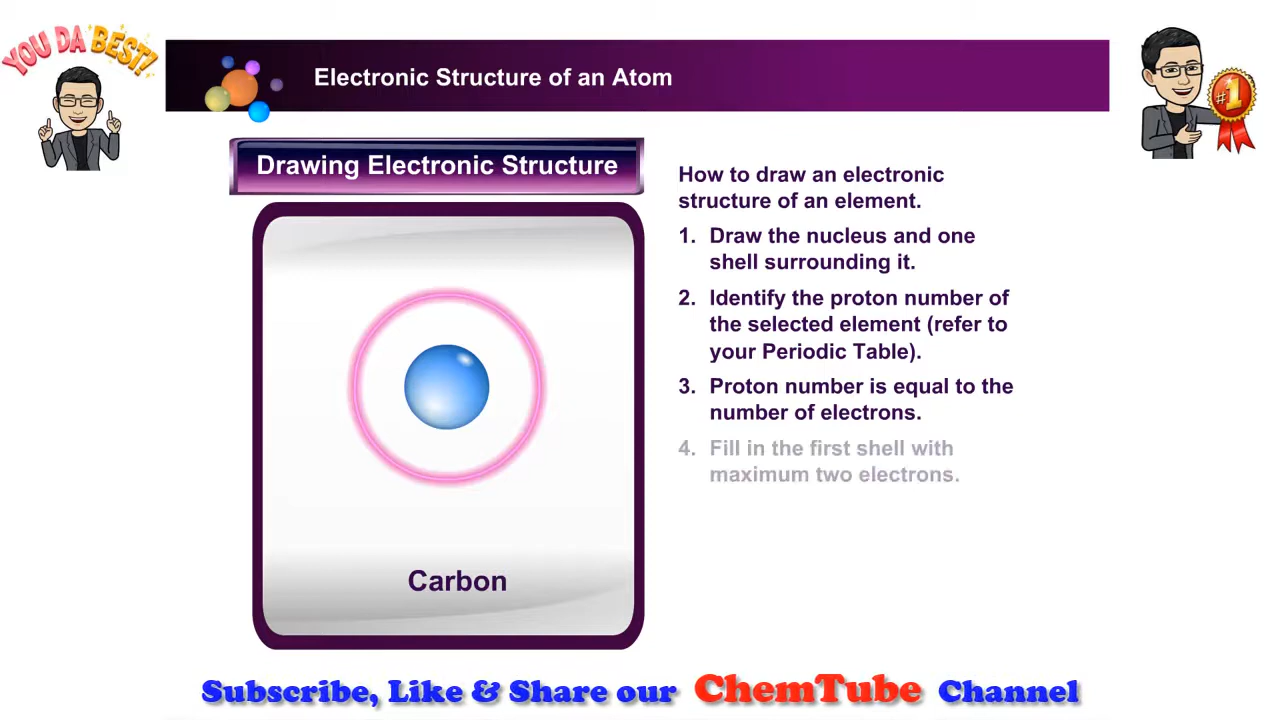 YOU DA BEST!
Electronic Structure of an Atom
#1
Drawing Electronic Structure
How to draw an electronic
structure of an element.
1. Draw the nucleus and one
shell surrounding it.
2. Identify the proton number of
the selected element (refer to
your Periodic Table).
3. Proton number is equal to the
number of electrons.
4. Fill in the first shell with
maximum two electrons.
Carbon
Subscribe, Like & Share our ChemTube Channel